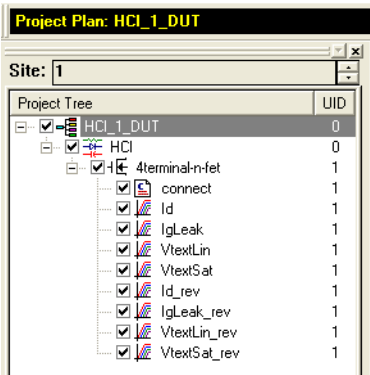 Project Plan: HCI_1_DUT
Site: 1
Project Tree UID
HCI_1_DUT 0
HCI 0
4terminal-n-fet 1
connect 1
Id 1
IgLeak 1
VtextLin 1
VtextSat 1
Id_rev 1
IgLeak_rev 1
VtextLin_rev 1
VtextSat_rev 1